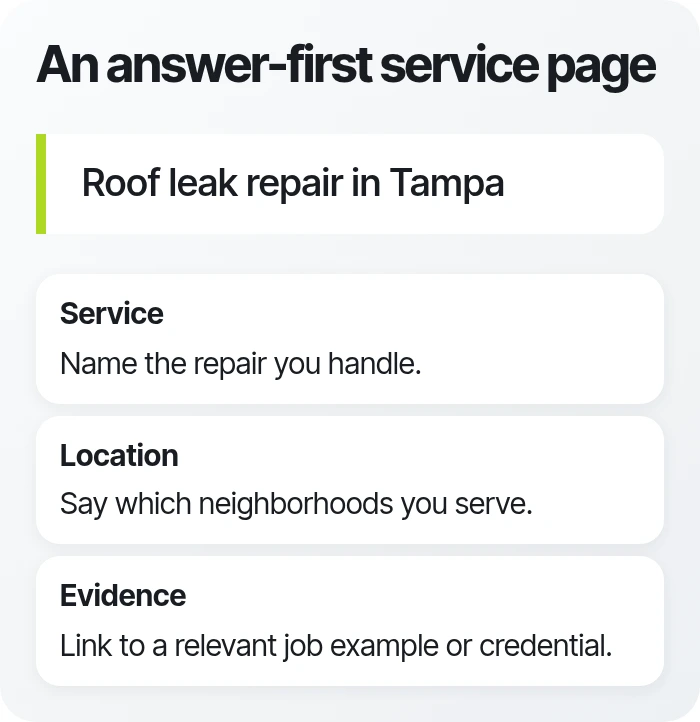 An answer-first service page
Roof leak repair in Tampa
Service
Name the repair you handle.
Location
Say which neighborhoods you serve.
Evidence
Link to a relevant job example or credential.